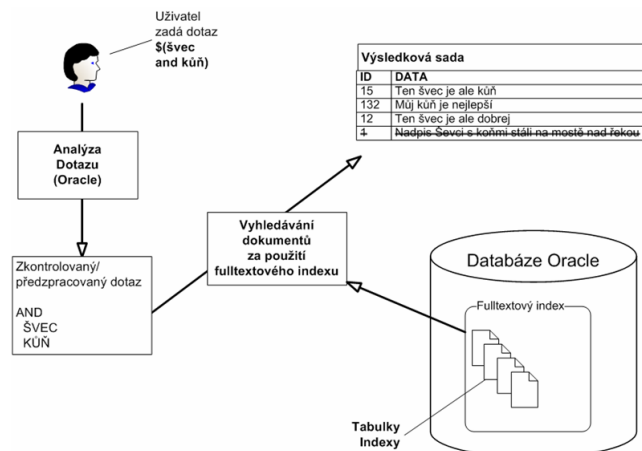 Uživatel
zadá dotaz
$(švec
and kůň)
Analýza
Dotazu
(Oracle)
Zkontrolovaný/
předzpracovaný dotaz
AND
ŠVEC
KŮŇ
Vyhledávání
dokumentů
za použití
fulltextového indexu
Výsledková sada
ID DATA
15 Ten švec je ale kůň
132 Můj kůň je nejlepší
12 Ten švec je ale dobrej
1 Nadpis Ševci s koňmi stáli na mostě nad řekou
Databáze Oracle
Fulltextový index
Tabulky
Indexy